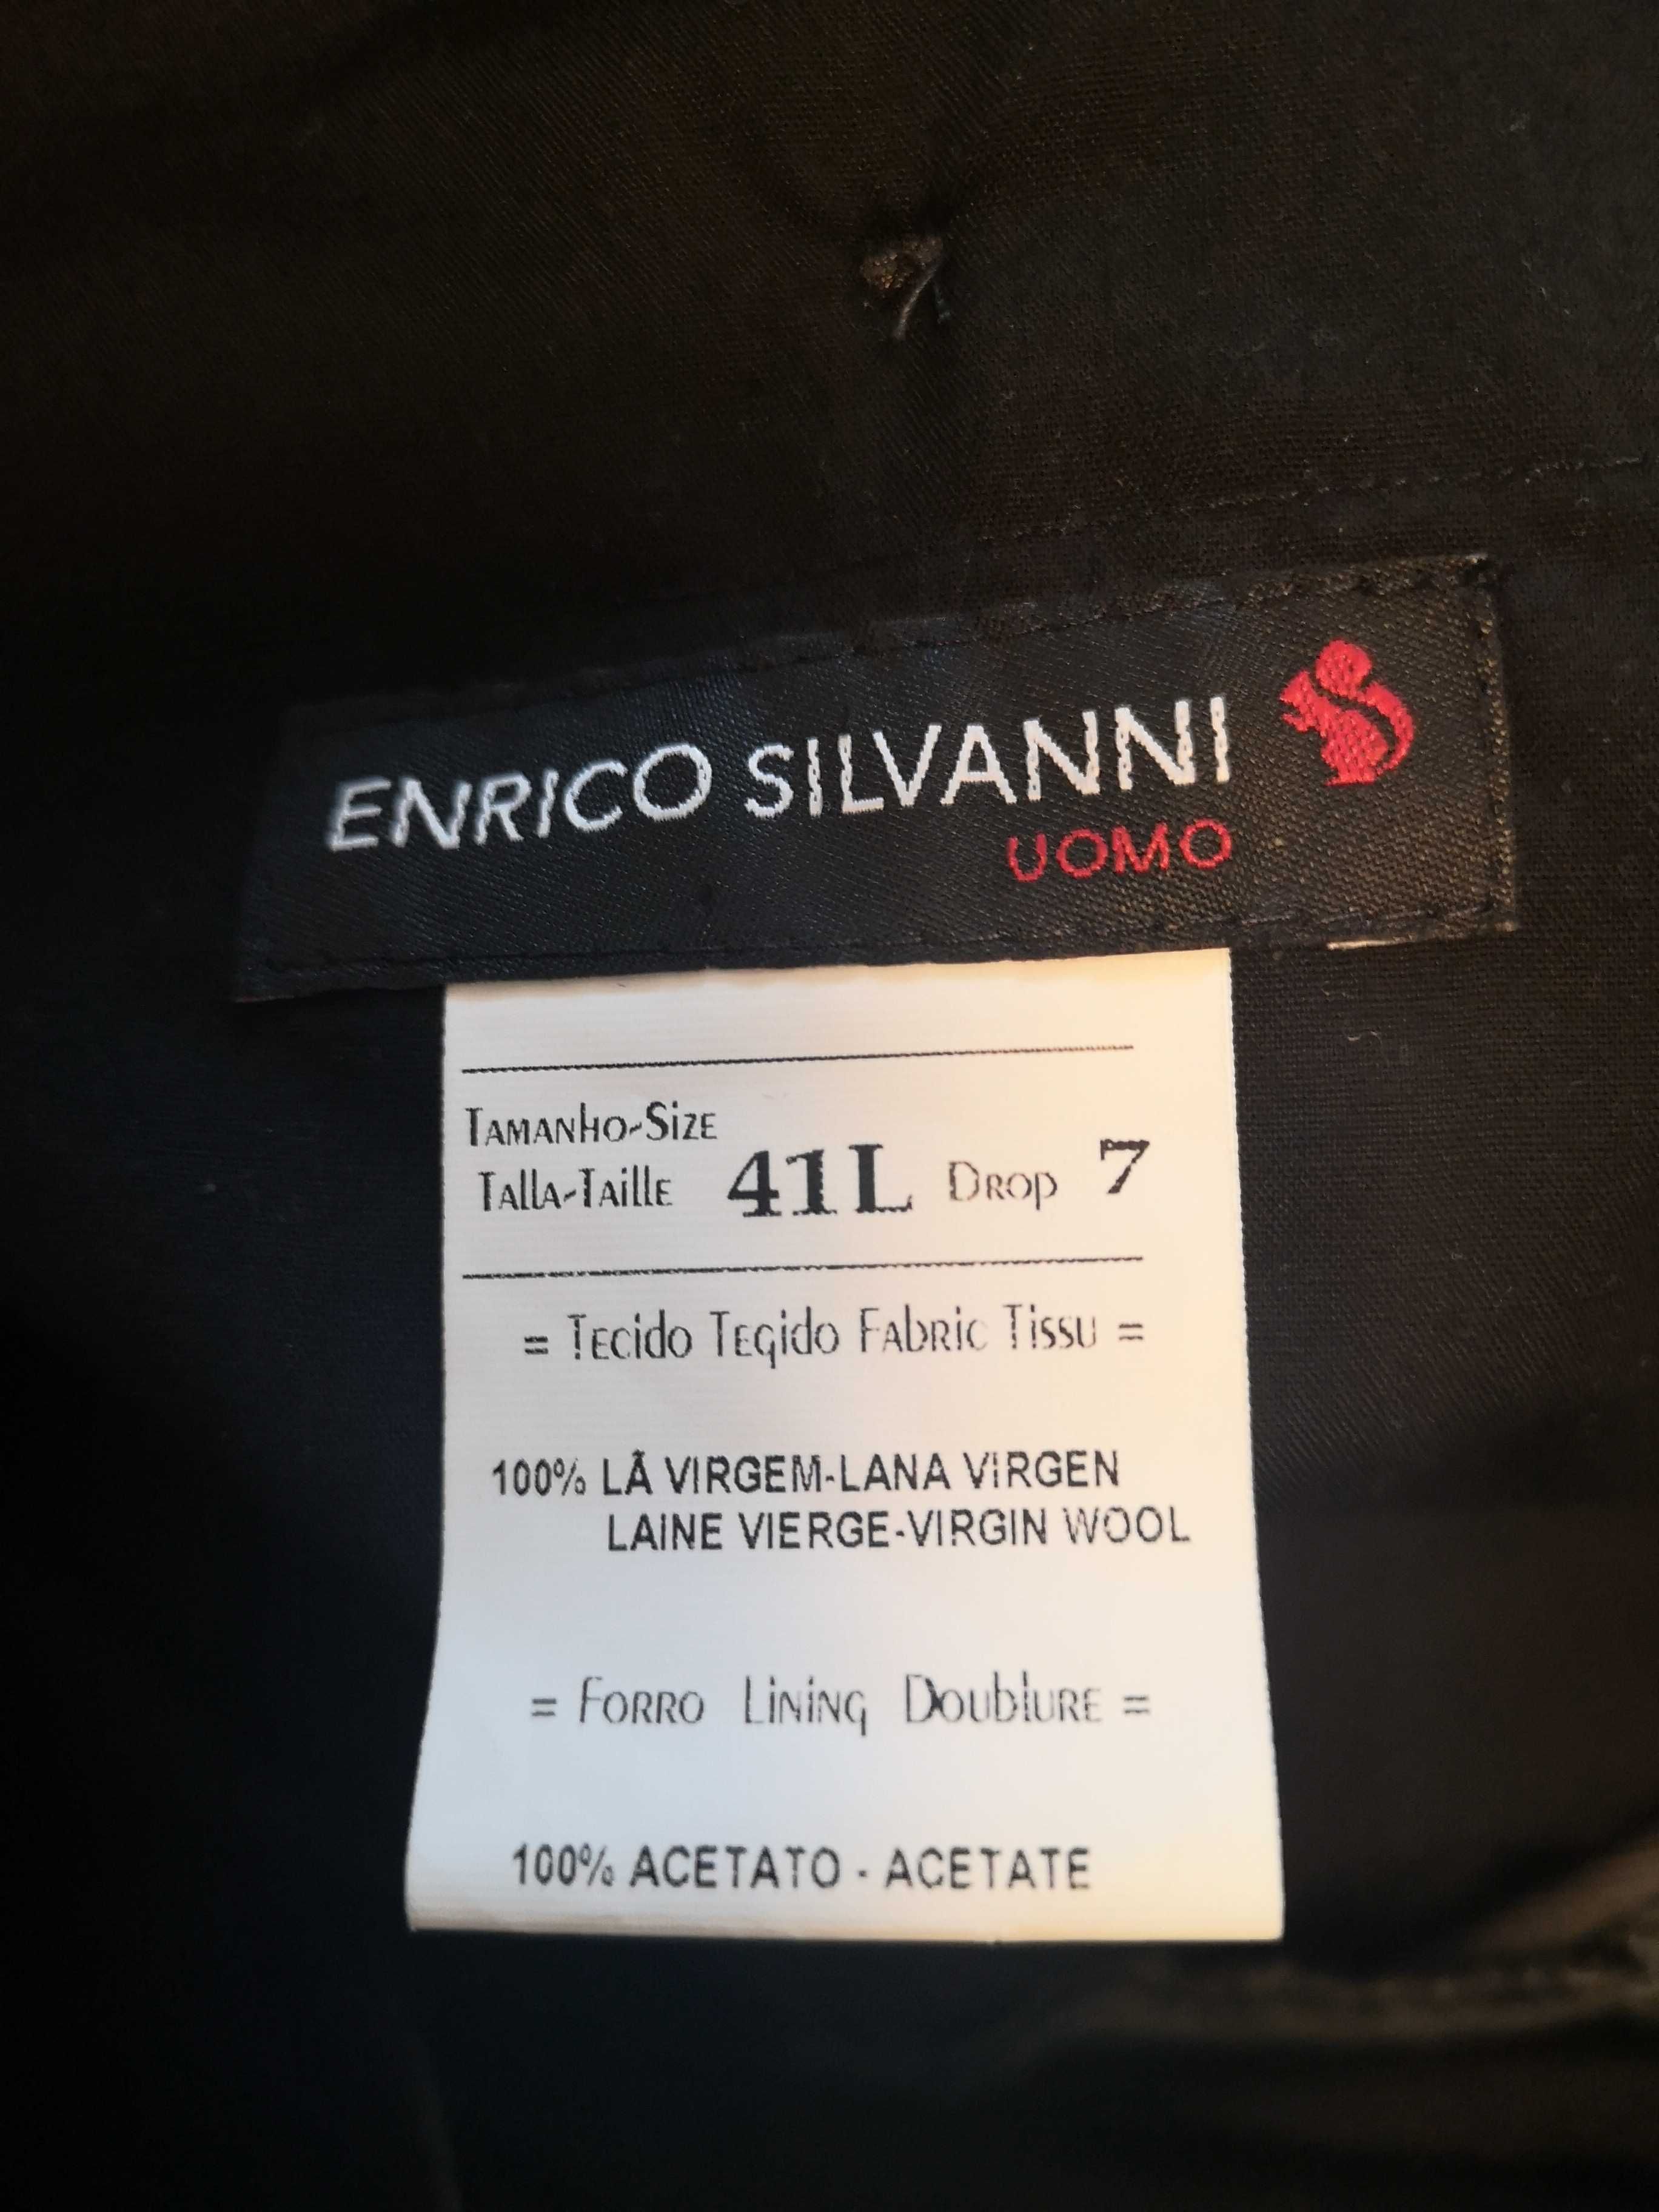 ENRICO SILVANNI
UOMO
TAMANHO-SIZE
TALLA-TAILLE 41L DROP 7
= TECIDO TEGIDO FABRIC TISSU =
100% LÃ VIRGEM-LANA VIRGEN
LAINE VIERGE-VIRGIN WOOL
= FORRO LINING DOUBLURE =
100% ACETATO - ACETATE